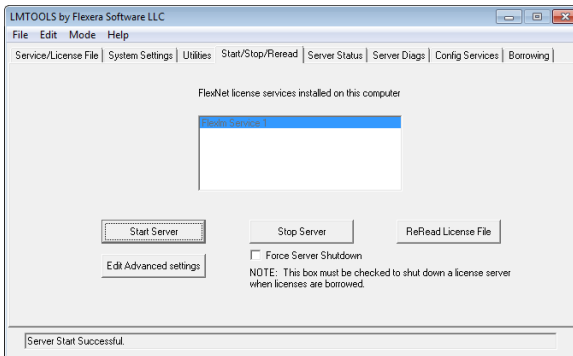 LMTOOLS by Flexera Software LLC
File Edit Mode Help
Service/License File System Settings Utilities Start/Stop/Reread Server Status Server Diags Config Services Borrowing
FlexNet license services installed on this computer
Flexlm Service 1
Start Server Stop Server ReRead License File
Edit Advanced settings Force Server Shutdown
NOTE: This box must be checked to shut down a license server
when licenses are borrowed.
Server Start Successful.